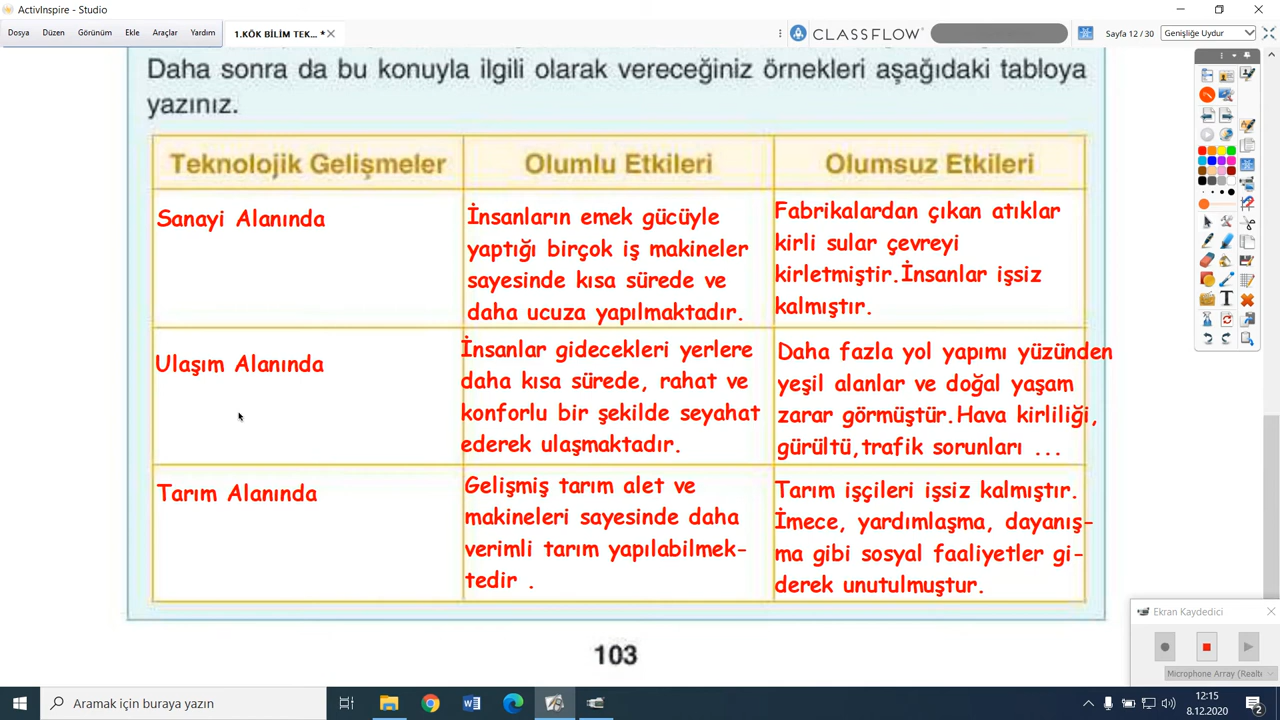 ActivInspire - Studio
Dosya Düzen Görünüm Ekle Araçlar Yardım
1.KÖK BİLİM TEK... *
CLASSFLOW
Sayfa 12 / 30
Genişliğe Uydur
Daha sonra da bu konuyla ilgili olarak vereceğiniz örnekleri aşağıdaki tabloya
yazınız.
Teknolojik Gelişmeler
Olumlu Etkileri
Olumsuz Etkileri
Sanayi Alanında
İnsanların emek gücüyle
yaptığı birçok iş makineler
sayesinde kısa sürede ve
daha ucuza yapılmaktadır.
Fabrikalardan çıkan atıklar
kirli sular çevreyi
kirletmiştir.İnsanlar işsiz
kalmıştır.
Ulaşım Alanında
İnsanlar gidecekleri yerlere
daha kısa sürede, rahat ve
konforlu bir şekilde seyahat
ederek ulaşmaktadır.
Daha fazla yol yapımı yüzünden
yeşil alanlar ve doğal yaşam
zarar görmüştür.Hava kirliliği,
gürültü,trafik sorunları ...
Tarım Alanında
Gelişmiş tarım alet ve
makineleri sayesinde daha
verimli tarım yapılabilmek-
tedir .
Tarım işçileri işsiz kalmıştır.
İmece, yardımlaşma, dayanış-
ma gibi sosyal faaliyetler gi-
derek unutulmuştur.
103
Ekran Kaydedici
Microphone Array (Realt
Aramak için buraya yazın
12:15
8.12.2020
2